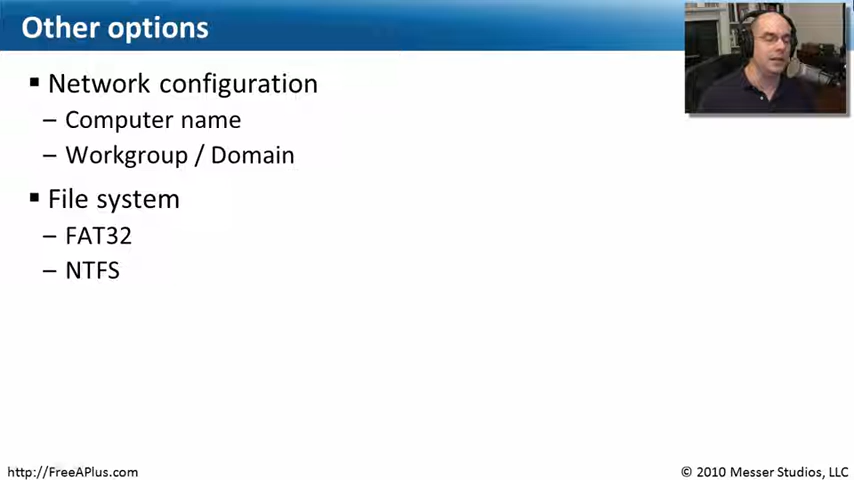 Other options
▪ Network configuration
– Computer name
– Workgroup / Domain
▪ File system
– FAT32
– NTFS
http://FreeAPlus.com
© 2010 Messer Studios, LLC